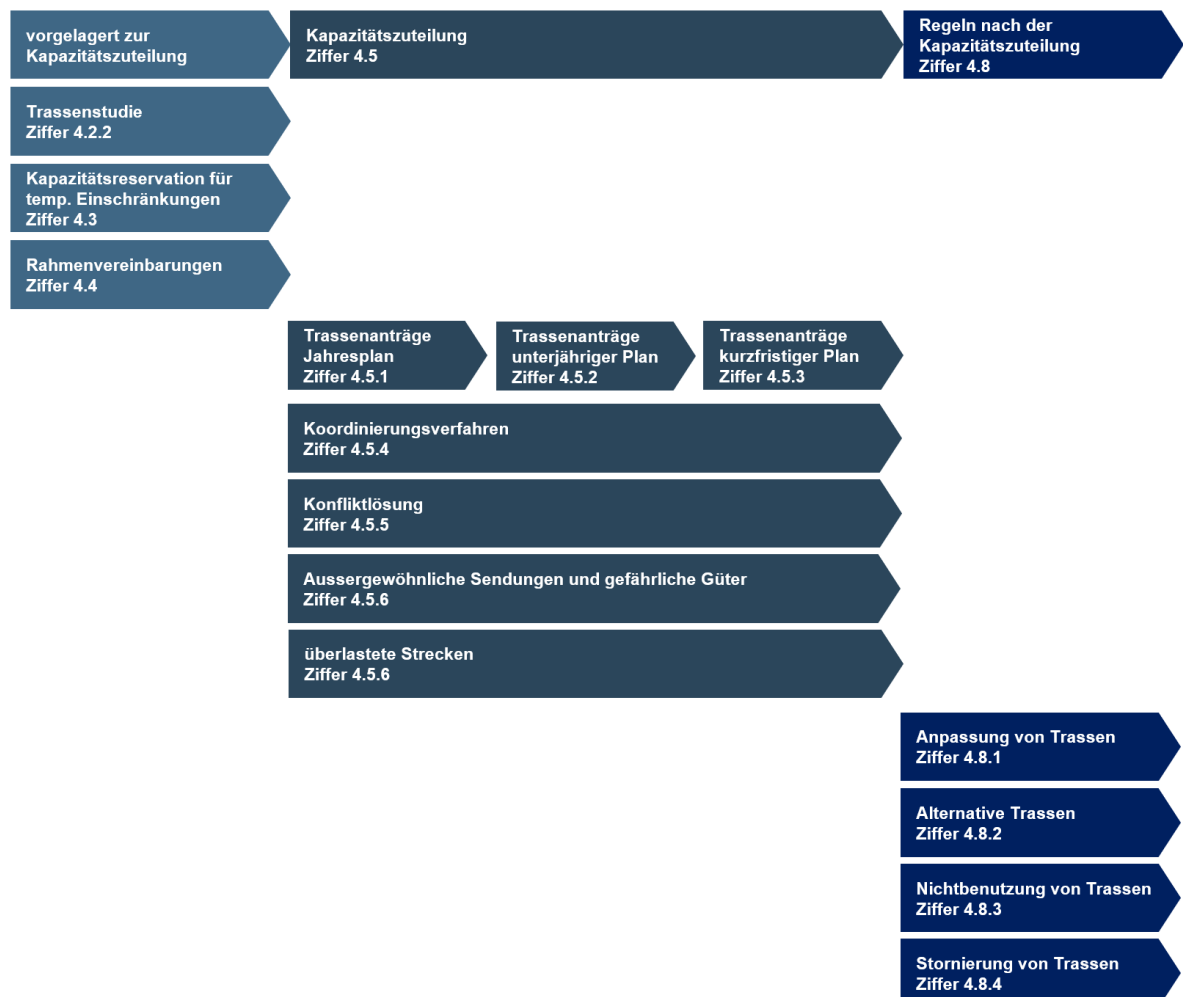 vorgelagert zur
Kapazitätszuteilung
Kapazitätszuteilung
Ziffer 4.5
Regeln nach der
Kapazitätszuteilung
Ziffer 4.8
Trassenstudie
Ziffer 4.2.2
Kapazitätsreservation für
temp. Einschränkungen
Ziffer 4.3
Rahmenvereinbarungen
Ziffer 4.4
Trassenanträge
Jahresplan
Ziffer 4.5.1
Trassenanträge
unterjähriger Plan
Ziffer 4.5.2
Trassenanträge
kurzfristiger Plan
Ziffer 4.5.3
Koordinierungsverfahren
Ziffer 4.5.4
Konfliktlösung
Ziffer 4.5.5
Aussergewöhnliche Sendungen und gefährliche Güter
Ziffer 4.5.6
überlastete Strecken
Ziffer 4.5.6
Anpassung von Trassen
Ziffer 4.8.1
Alternative Trassen
Ziffer 4.8.2
Nichtbenutzung von Trassen
Ziffer 4.8.3
Stornierung von Trassen
Ziffer 4.8.4